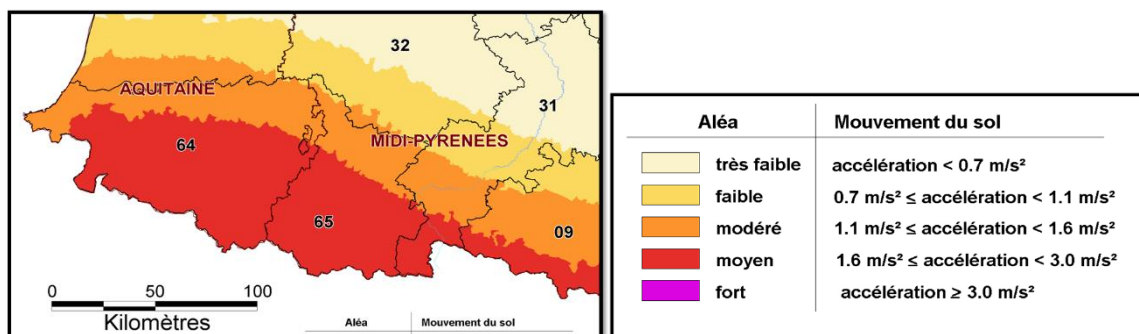 32
AQUITAINE
31
MIDI-PYRENEES
64
65
09
0 50 100
Kilomètres
Aléa Mouvement du sol
Aléa Mouvement du sol
très faible accélération < 0.7 m/s²
faible 0.7 m/s² ≤ accélération < 1.1 m/s²
modéré 1.1 m/s² ≤ accélération < 1.6 m/s²
moyen 1.6 m/s² ≤ accélération < 3.0 m/s²
fort accélération ≥ 3.0 m/s²